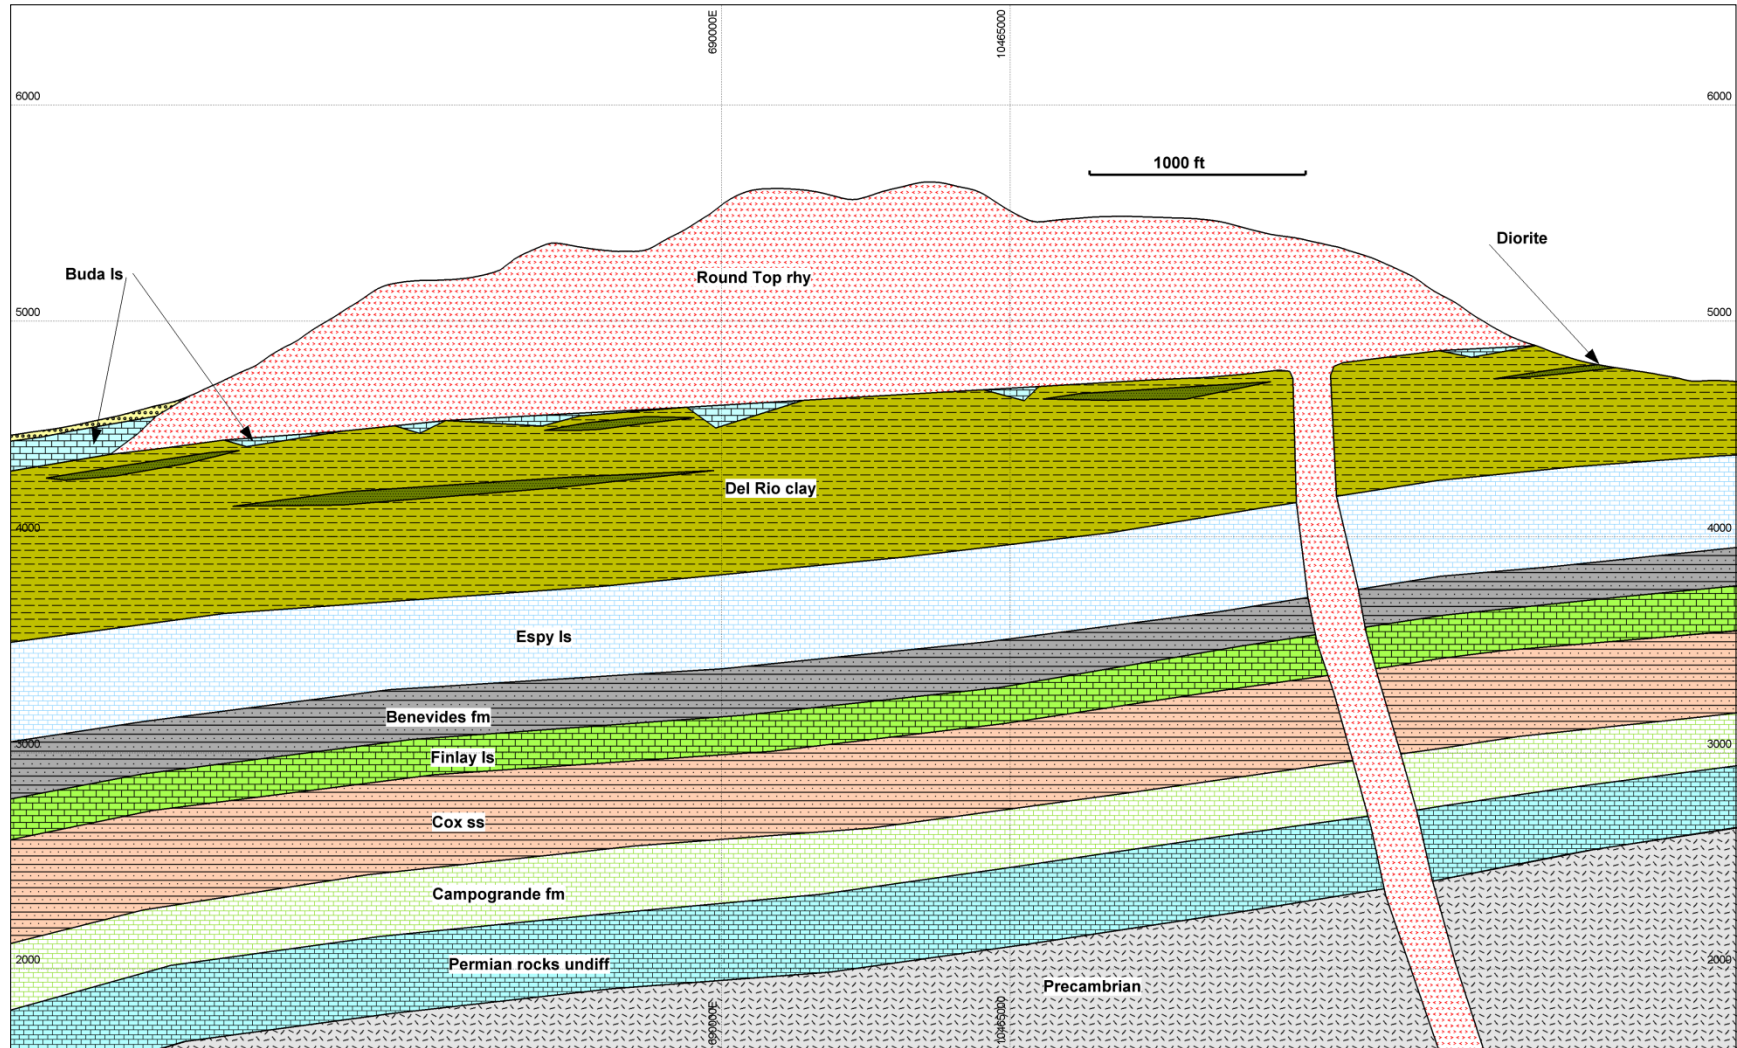 690000E
10465000
6000
6000
1000 ft
Diorite
Buda ls
Round Top rhy
5000
5000
Del Rio clay
4000
4000
Espy ls
Benevides fm
3000
3000
Finlay ls
Cox ss
Campogrande fm
2000
2000
Permian rocks undiff
Precambrian
690000E
10465000